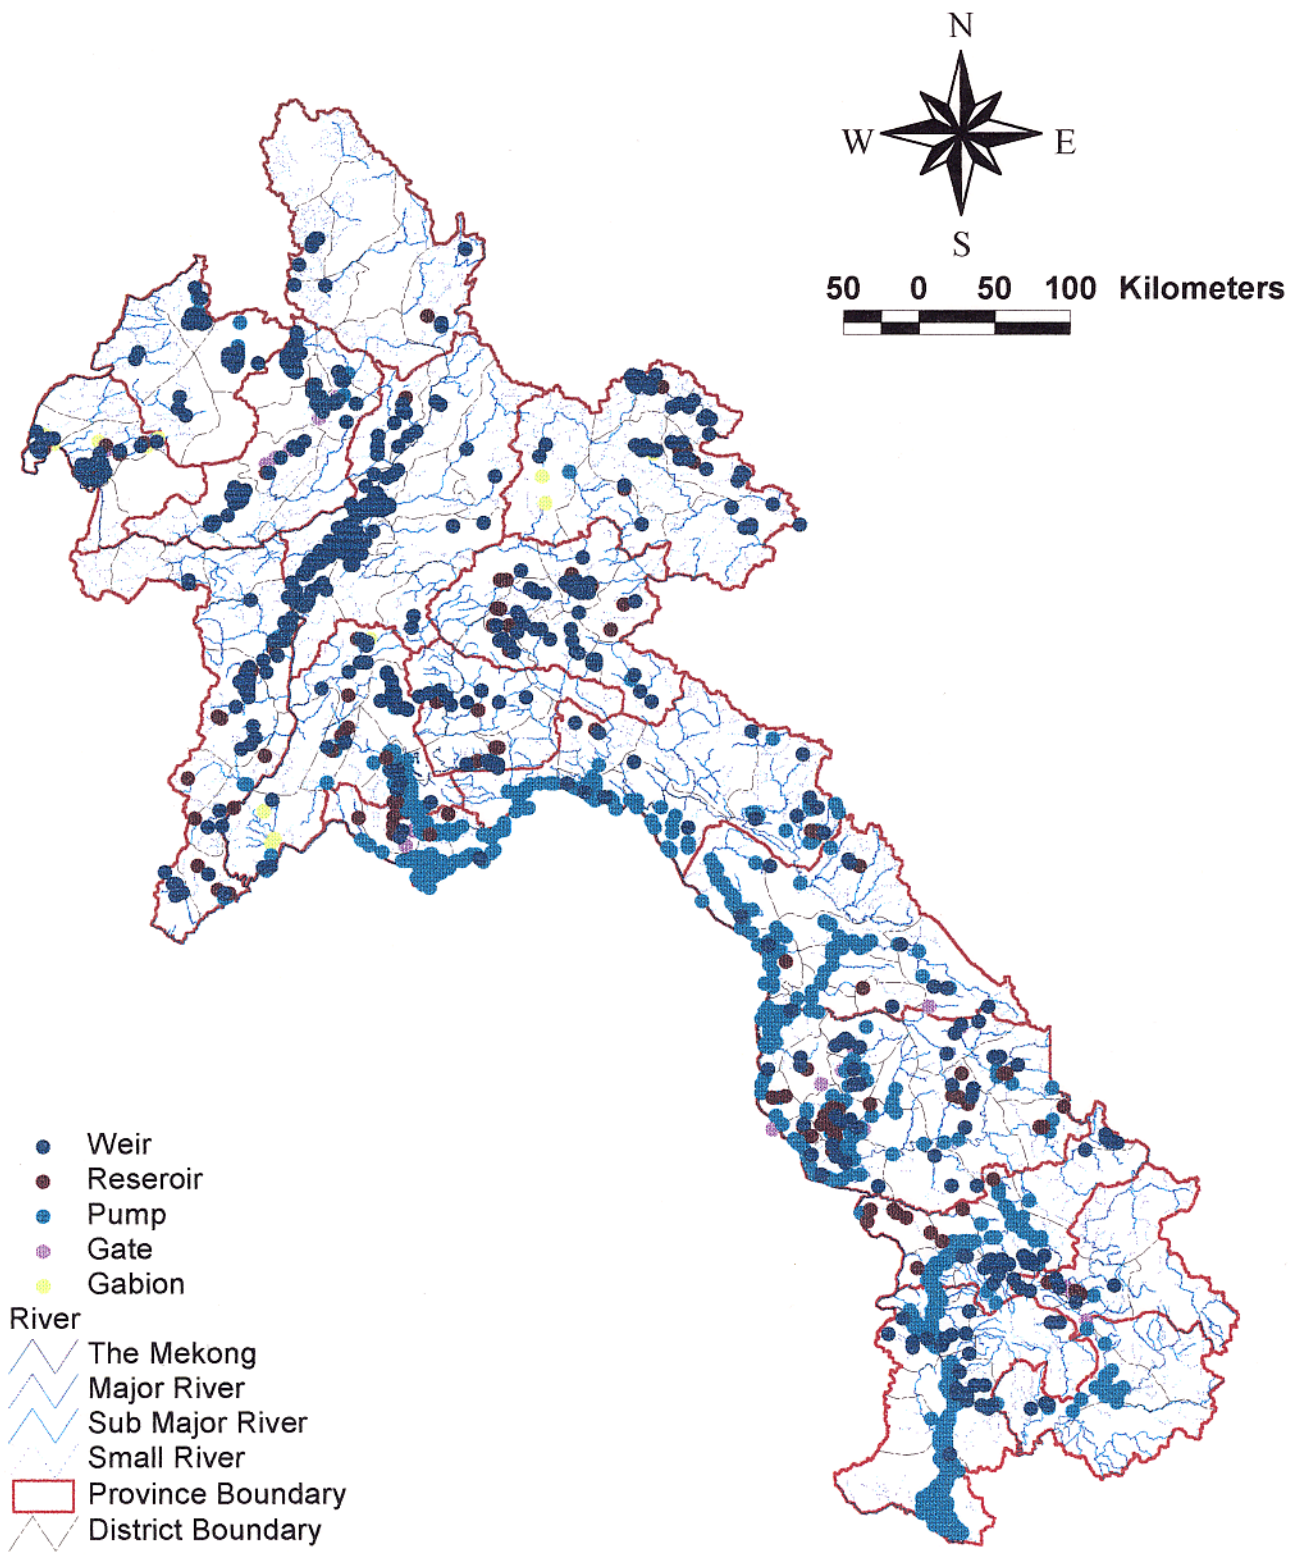 N
W E
S
50 0 50 100 Kilometers
Weir
Reseroir
Pump
Gate
Gabion
River
The Mekong
Major River
Sub Major River
Small River
Province Boundary
District Boundary